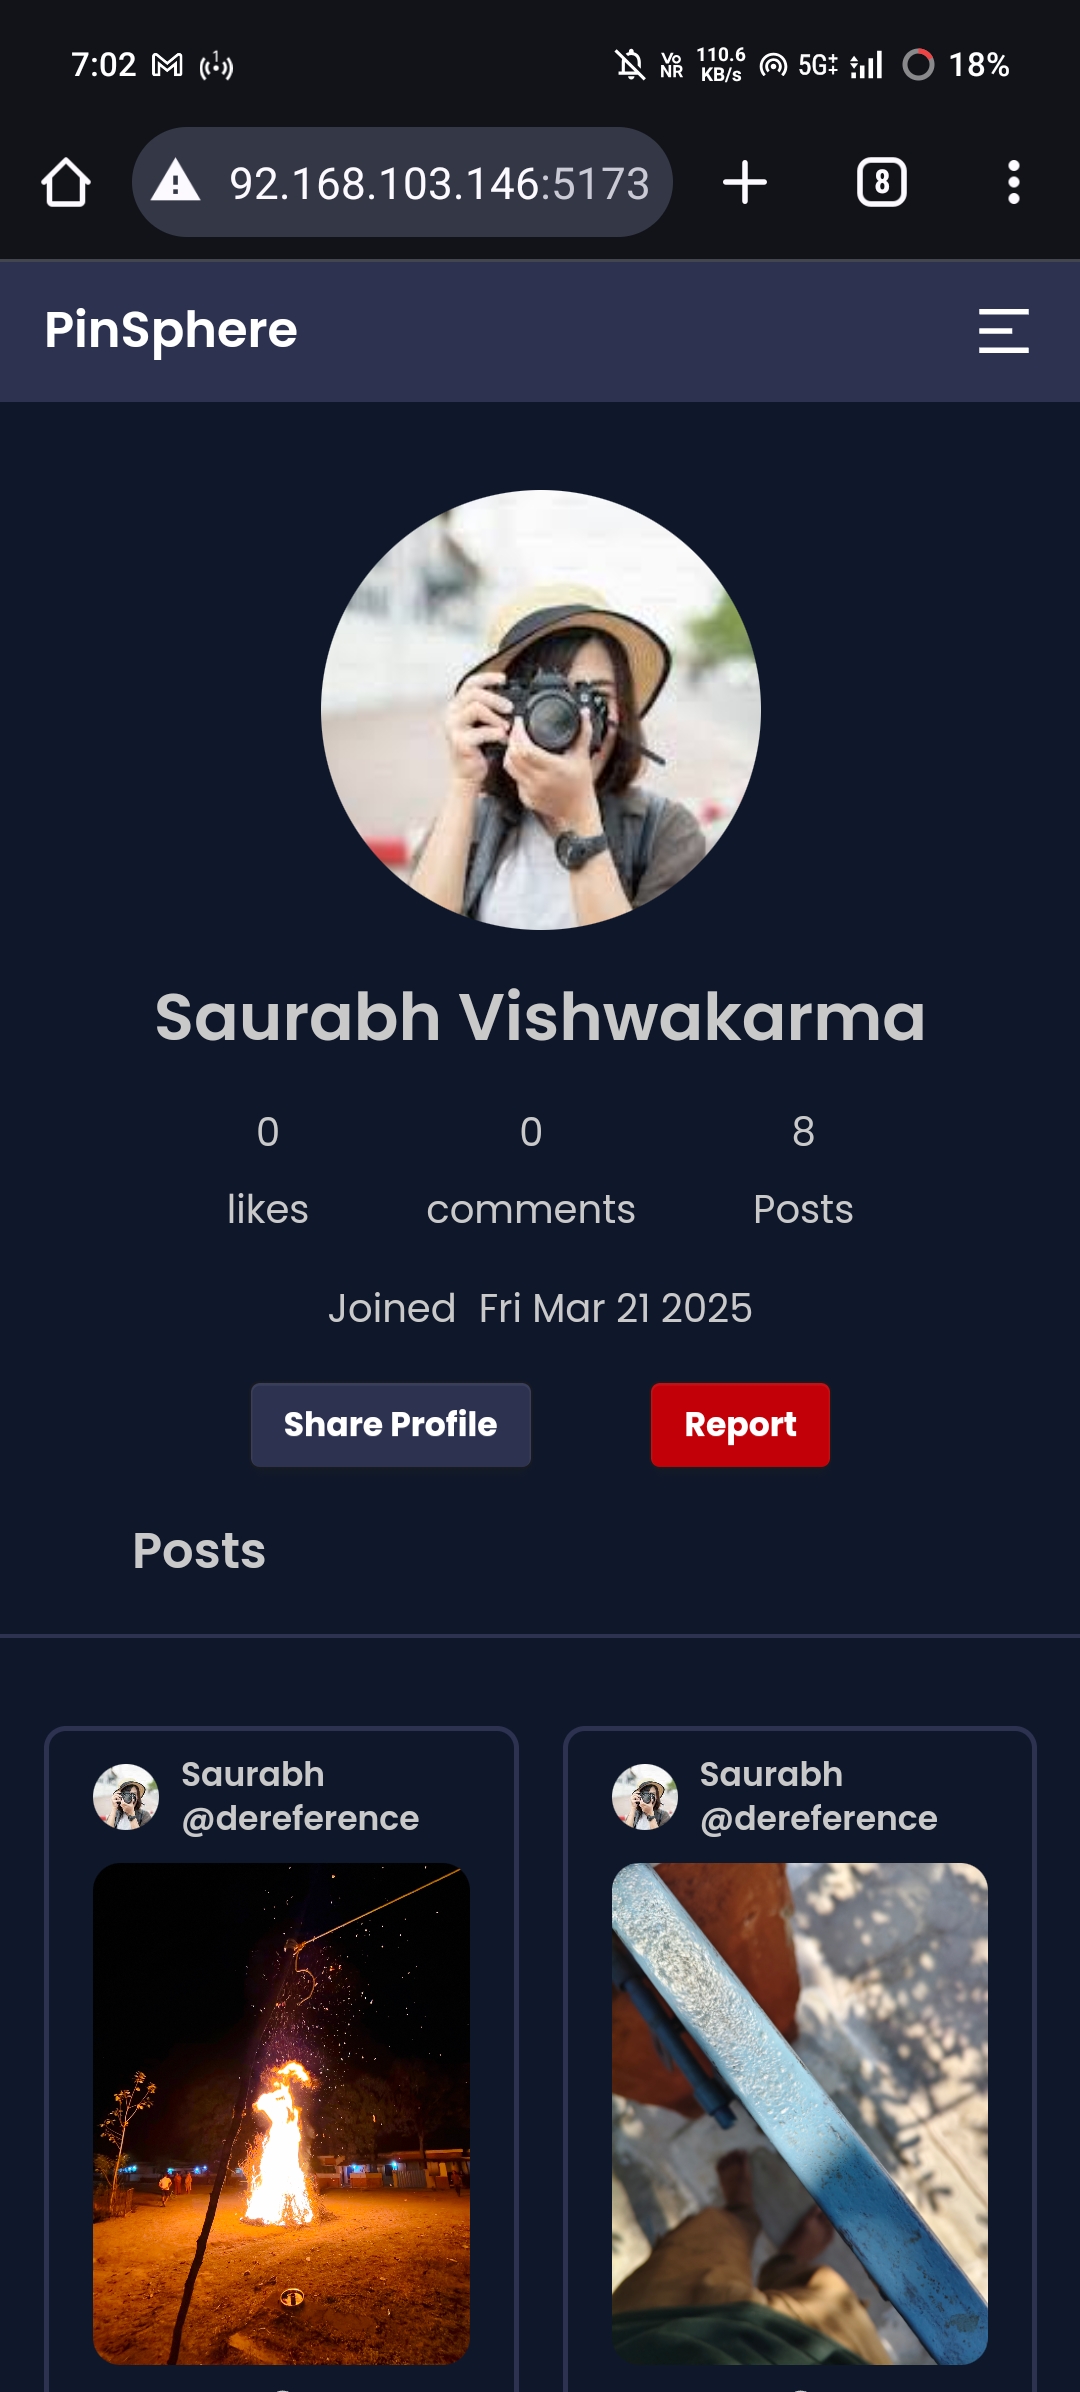 7:02 1 Vo NR 110.6 KB/s 5G‡ 18%
92.168.103.146:5173 8
PinSphere
Saurabh Vishwakarma
0 0 8
likes comments Posts
Joined Fri Mar 21 2025
Share Profile Report
Posts
Saurabh
@dereference
Saurabh
@dereference